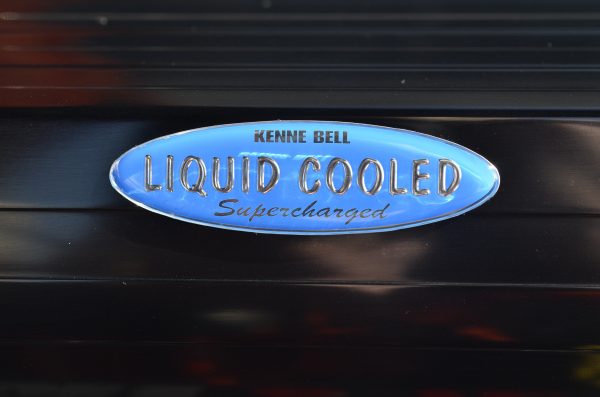 KENNE BELL
LIQUID COOLED
Supercharged